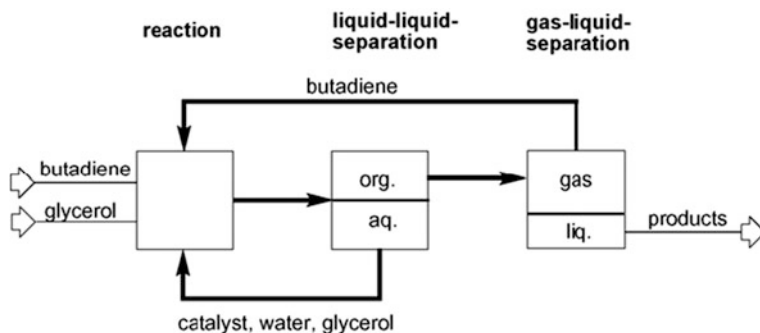 reaction
liquid-liquid-
separation
gas-liquid-
separation
butadiene
butadiene
glycerol
org.
aq.
gas
liq.
products
catalyst, water, glycerol